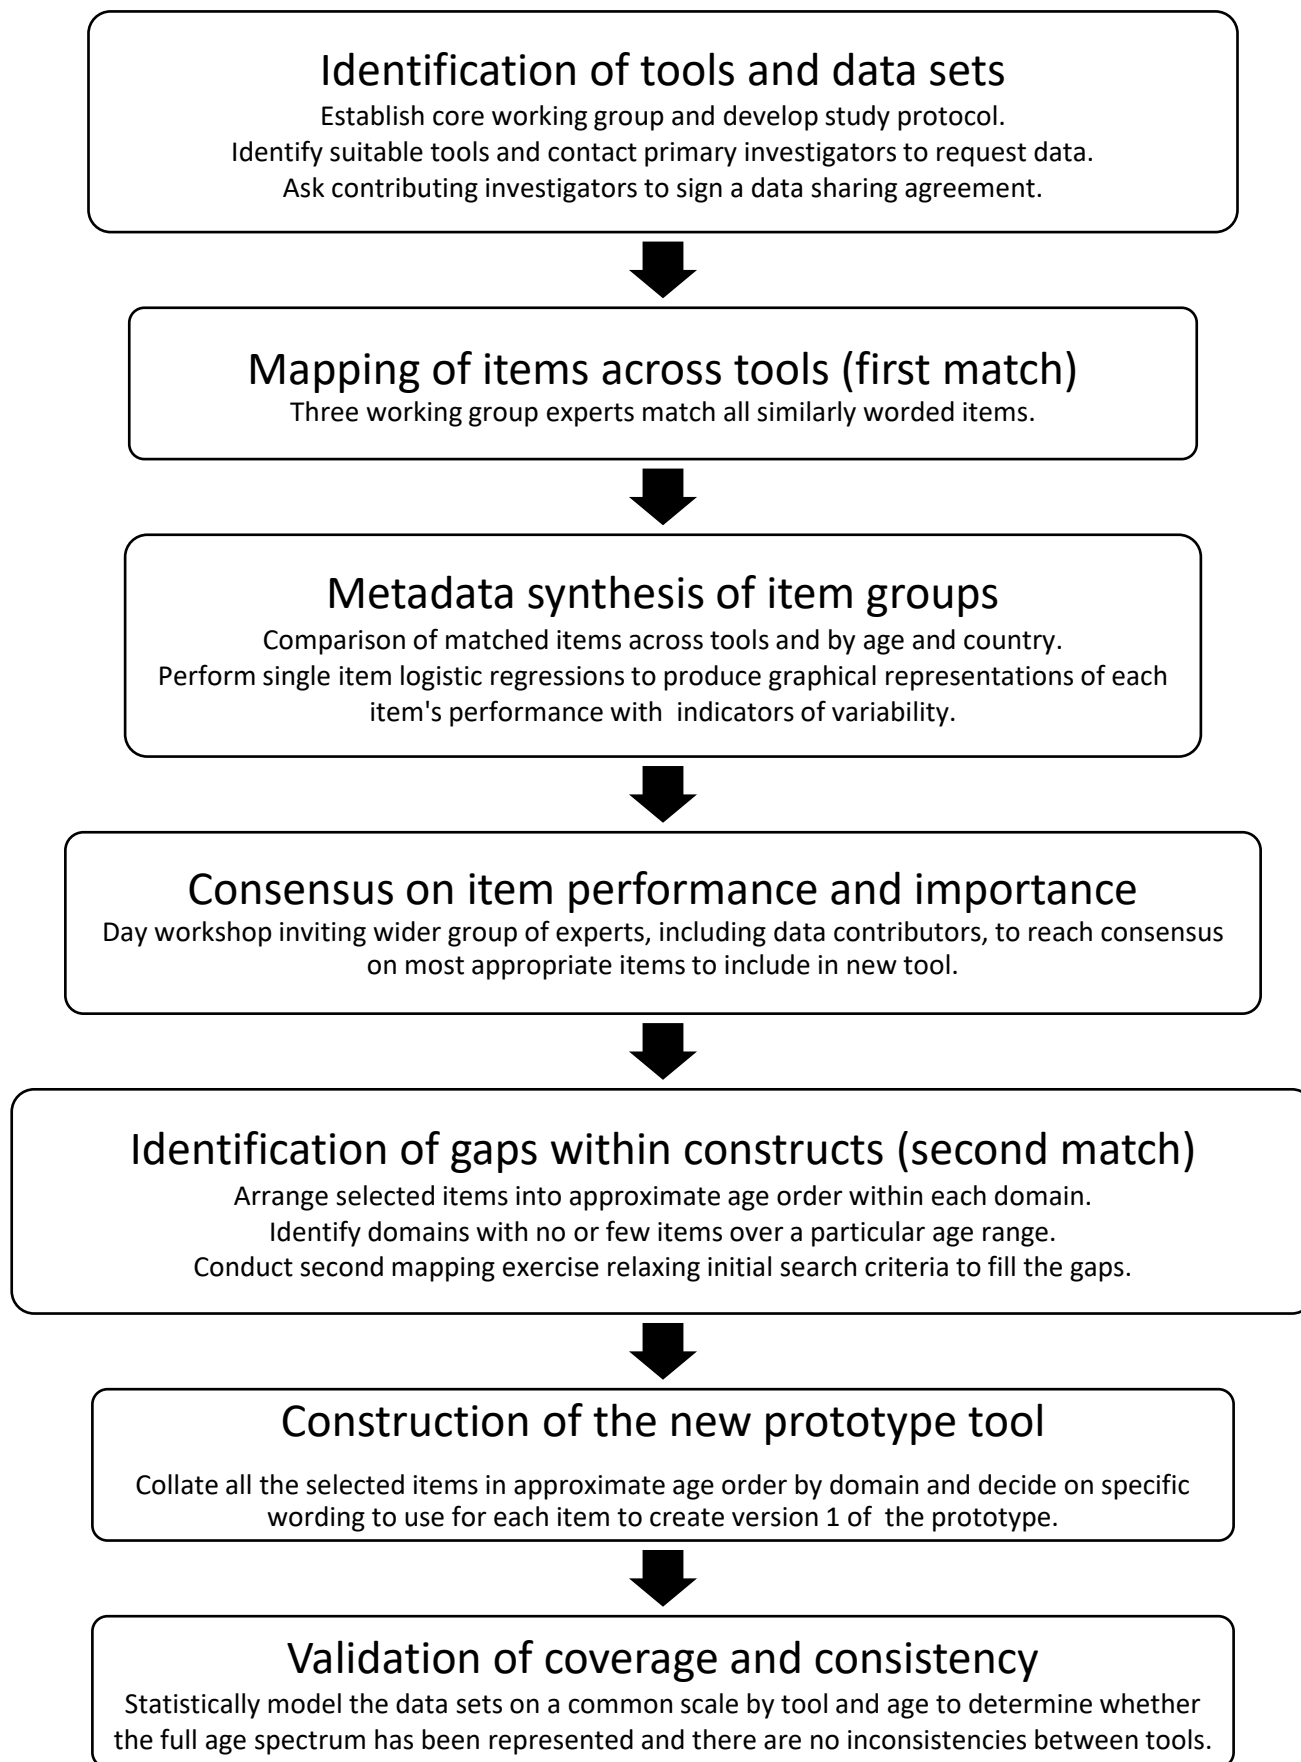 Identification of tools and data sets
Establish core working group and develop study protocol.
Identify suitable tools and contact primary investigators to request data.
Ask contributing investigators to sign a data sharing agreement.
Mapping of items across tools (first match)
Three working group experts match all similarly worded items.
Metadata synthesis of item groups
Comparison of matched items across tools and by age and country.
Perform single item logistic regressions to produce graphical representations of each
item's performance with  indicators of variability.
Consensus on item performance and importance
Day workshop inviting wider group of experts, including data contributors, to reach consensus
on most appropriate items to include in new tool.
Identification of gaps within constructs (second match)
Arrange selected items into approximate age order within each domain.
Identify domains with no or few items over a particular age range.
Conduct second mapping exercise relaxing initial search criteria to fill the gaps.
Construction of the new prototype tool
Collate all the selected items in approximate age order by domain and decide on specific
wording to use for each item to create version 1 of  the prototype.
Validation of coverage and consistency
Statistically model the data sets on a common scale by tool and age to determine whether
the full age spectrum has been represented and there are no inconsistencies between tools.